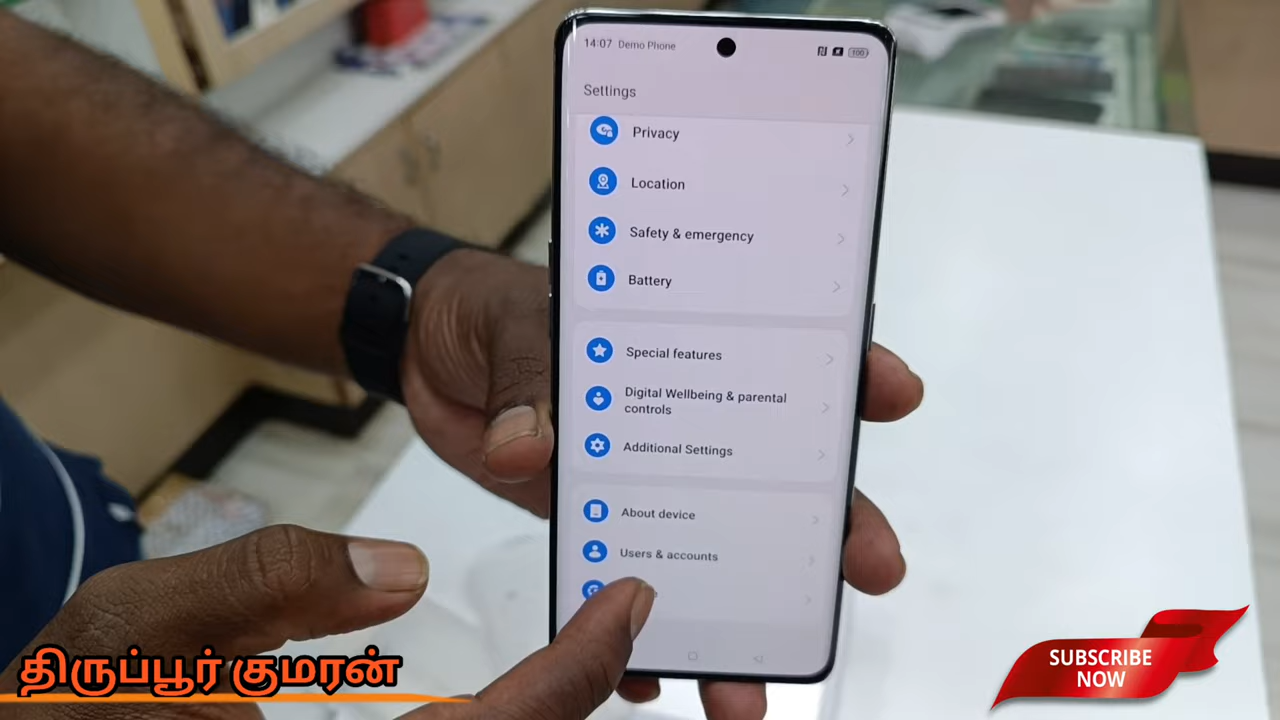 14:07 Demo Phone
100
Settings
Privacy
Location
Safety & emergency
Battery
Special features
Digital Wellbeing & parental
controls
Additional Settings
About device
Users & accounts
திருப்பூர் குமரன்
SUBSCRIBE
NOW